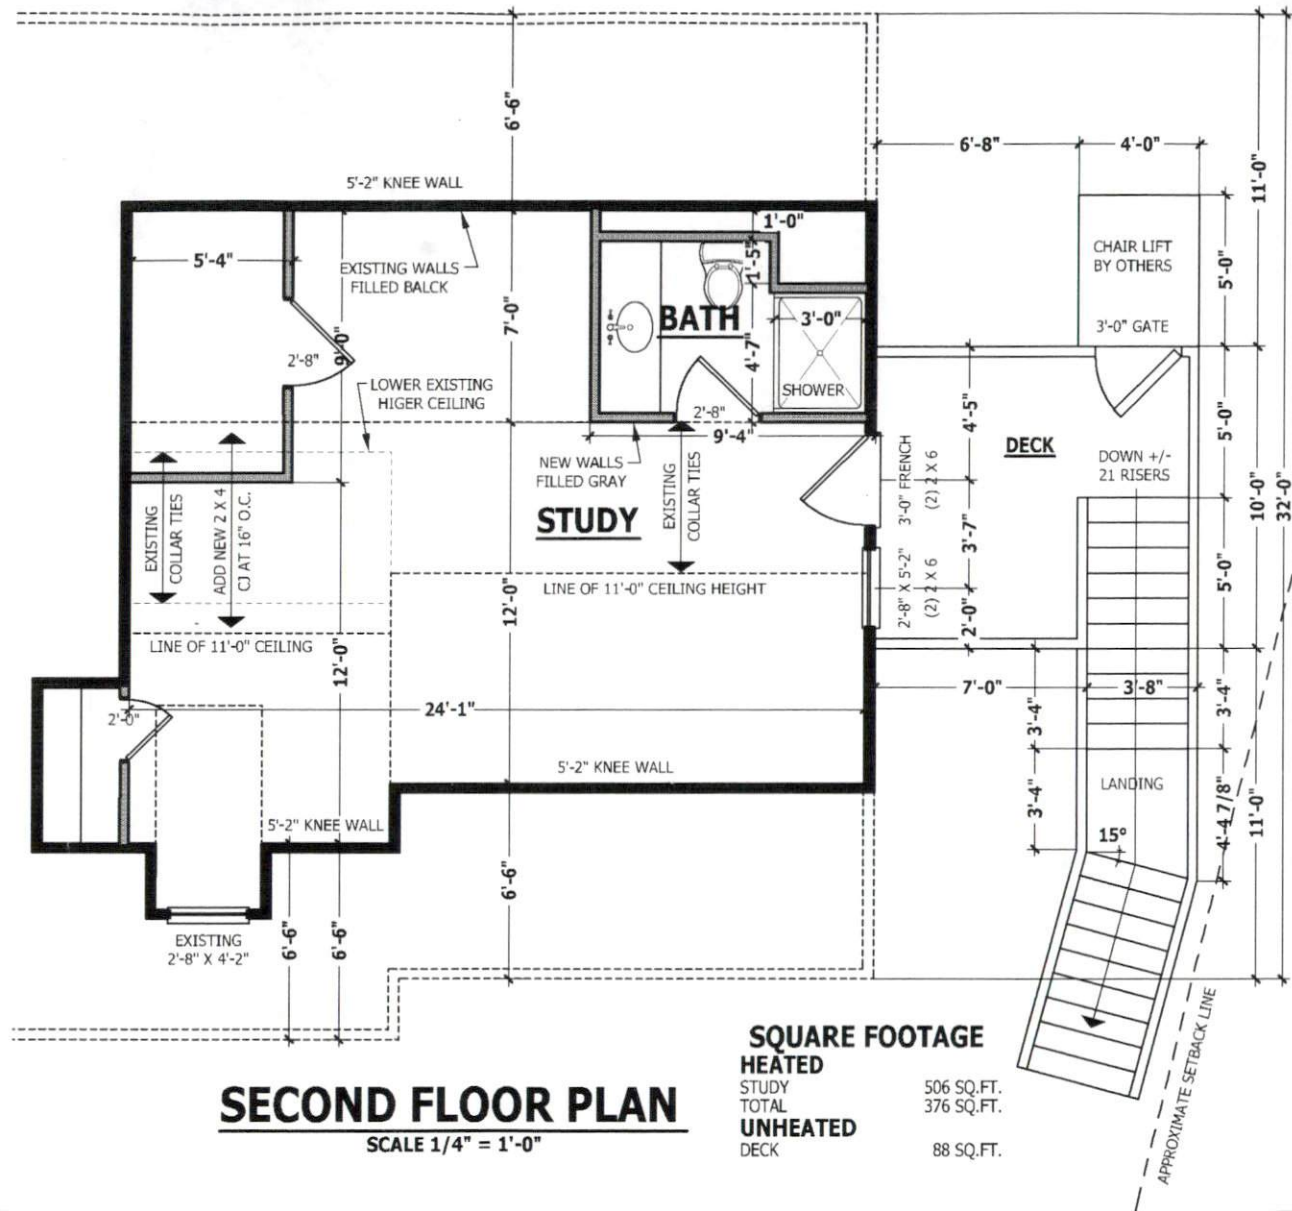 6'-6"
6'-8"
4'-0"
11'-0"
5'-2" KNEE WALL
1'-0"
5'-4"
EXISTING WALLS
FILLED BALCK
1'-5"
CHAIR LIFT
BY OTHERS
5'-0"
7'-0"
9'-0"
BATH
3'-0"
3'-0" GATE
2'-8"
4'-7"
LOWER EXISTING
HIGER CEILING
SHOWER
2'-8"
9'-4"
4'-5"
5'-0"
DECK
DOWN +/-
21 RISERS
NEW WALLS
FILLED GRAY
STUDY
EXISTING
COLLAR TIES
3'-0" FRENCH
(2) 2 X 6
10'-0"
32'-0"
EXISTING
COLLAR TIES
ADD NEW 2 X 4
CJ AT 16" O.C.
3'-7"
LINE OF 11'-0" CEILING HEIGHT
12'-0"
2'-8" X 5'-2"
(2) 2 X 6
2'-0"
5'-0"
LINE OF 11'-0" CEILING
12'-0"
7'-0"
3'-8"
2'-0"
24'-1"
3'-4"
3'-4"
5'-2" KNEE WALL
LANDING
3'-4"
4'-4 7/8"
11'-0"
5'-2" KNEE WALL
15°
6'-6"
EXISTING
2'-8" X 4'-2"
6'-6"
6'-6"
APPROXIMATE SETBACK LINE
SQUARE FOOTAGE
HEATED
STUDY 506 SQ.FT.
TOTAL 376 SQ.FT.
UNHEATED
DECK 88 SQ.FT.
SECOND FLOOR PLAN
SCALE 1/4" = 1'-0"